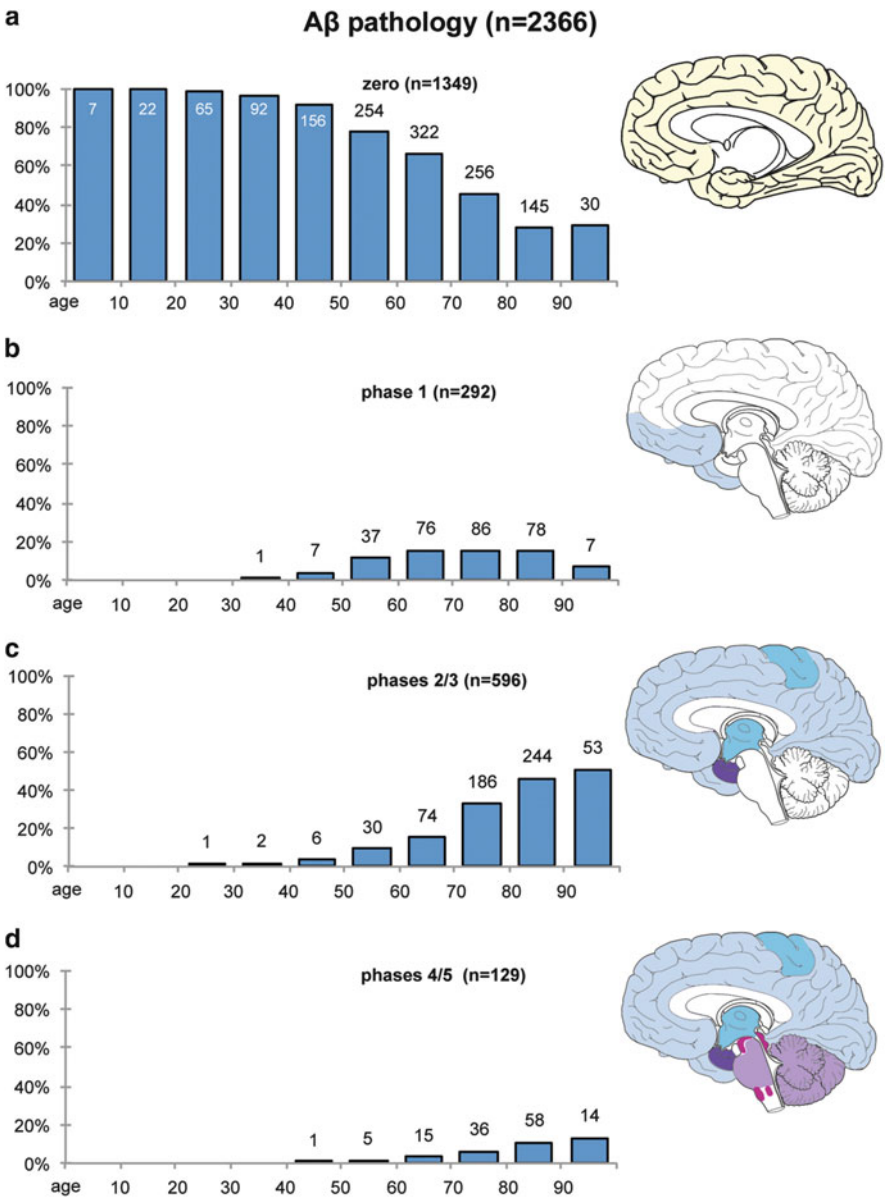 a
Aβ pathology (n=2366)
zero (n=1349)
100%
80%
60%
40%
20%
0%
7 22 65 92 156 254 322 256 145 30
age 10 20 30 40 50 60 70 80 90
b
phase 1 (n=292)
100%
80%
60%
40%
20%
0%
1 7 37 76 86 78 7
age 10 20 30 40 50 60 70 80 90
c
phases 2/3 (n=596)
100%
80%
60%
40%
20%
0%
1 2 6 30 74 186 244 53
age 10 20 30 40 50 60 70 80 90
d
phases 4/5 (n=129)
100%
80%
60%
40%
20%
0%
1 5 15 36 58 14
age 10 20 30 40 50 60 70 80 90